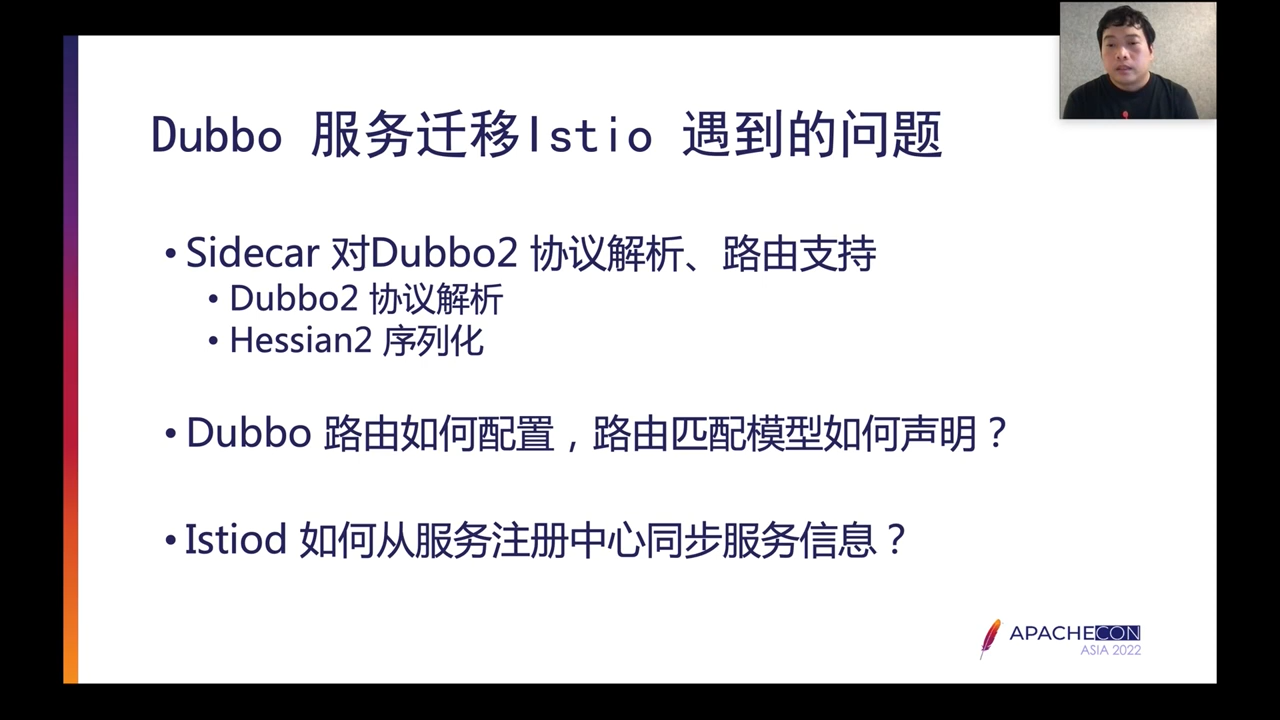 Dubbo 服务迁移Istio 遇到的问题
• Sidecar 对Dubbo2 协议解析、路由支持
• Dubbo2 协议解析
• Hessian2 序列化
• Dubbo 路由如何配置，路由匹配模型如何声明？
• Istiod 如何从服务注册中心同步服务信息？
APACHECON
ASIA 2022